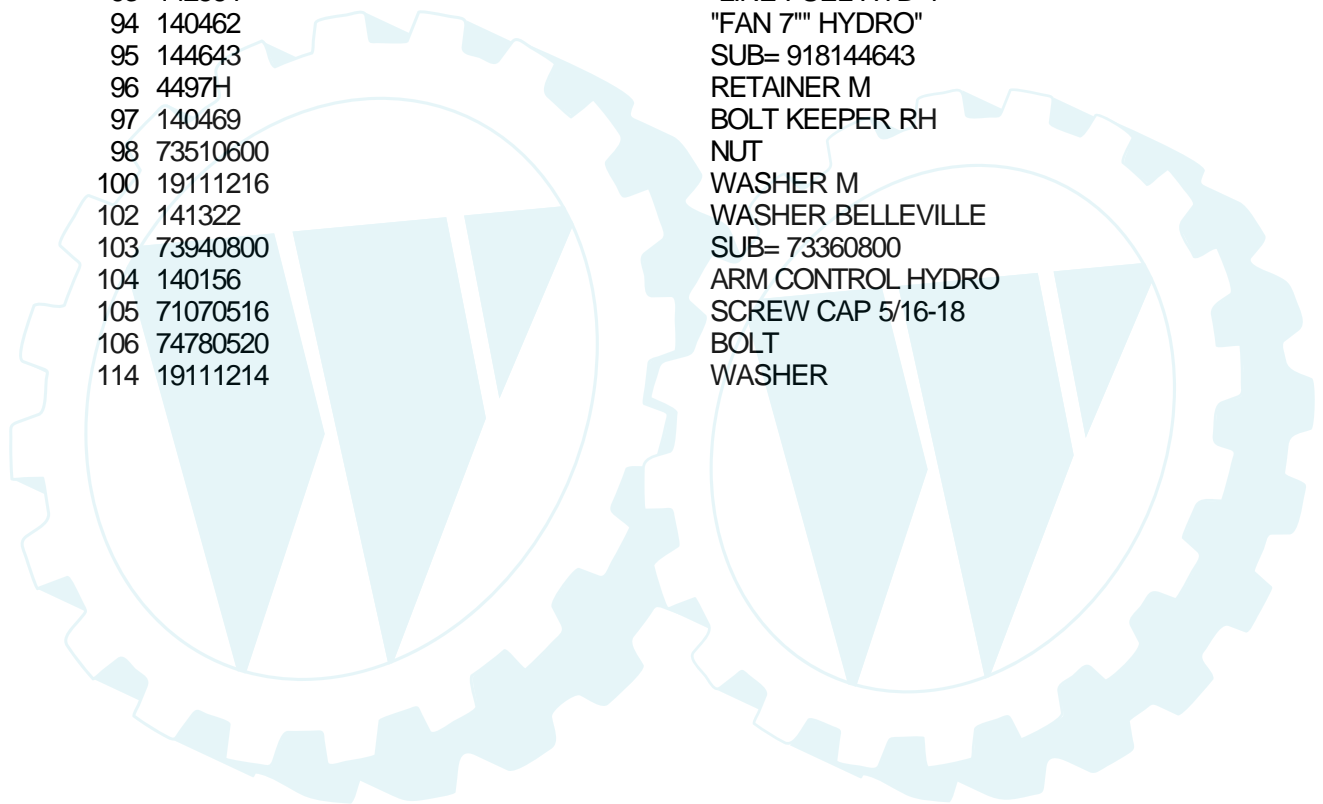 94 140462 "FAN 7"" HYDRO"
95 144643 SUB= 918144643
96 4497H RETAINER M
97 140469 BOLT KEEPER RH
98 73510600 NUT
100 19111216 WASHER M
102 141322 WASHER BELLEVILLE
103 73940800 SUB= 73360800
104 140156 ARM CONTROL HYDRO
105 71070516 SCREW CAP 5/16-18
106 74780520 BOLT
114 19111214 WASHER